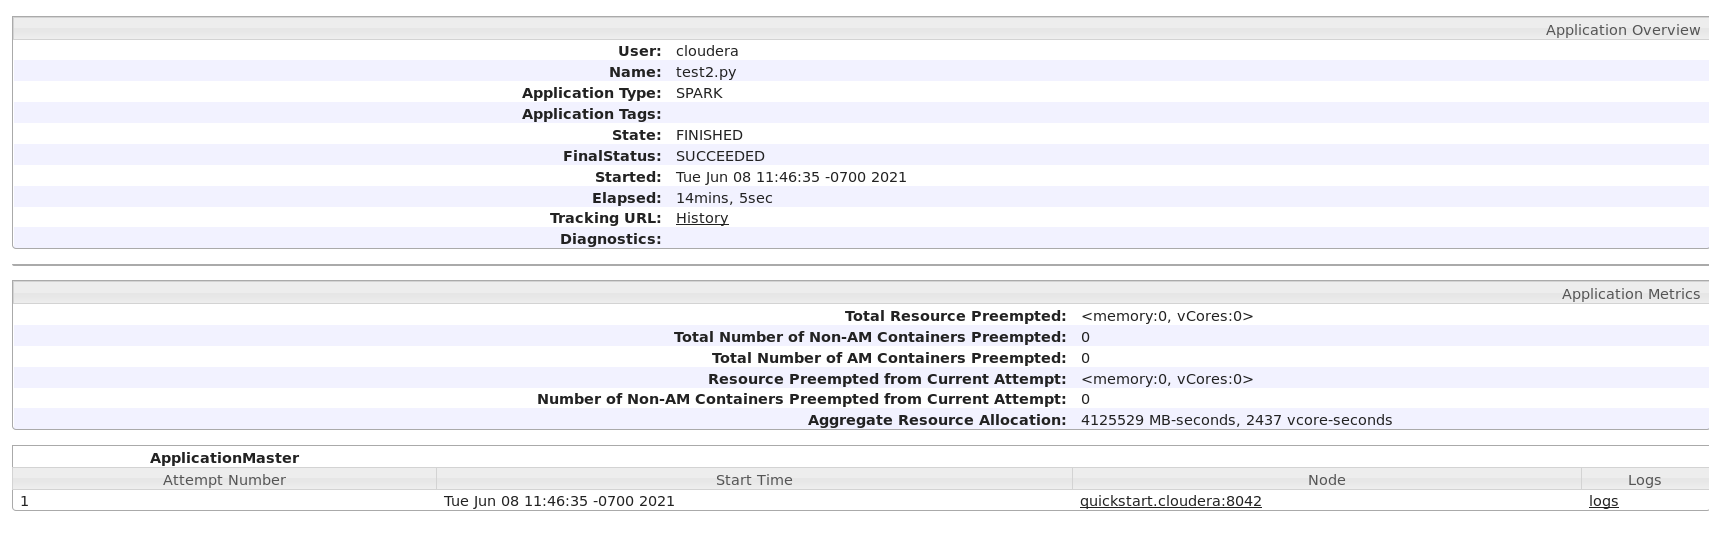 Application Overview
User: cloudera
Name: test2.py
Application Type: SPARK
Application Tags:
State: FINISHED
FinalStatus: SUCCEEDED
Started: Tue Jun 08 11:46:35 -0700 2021
Elapsed: 14mins, 5sec
Tracking URL: History
Diagnostics:
Application Metrics
Total Resource Preempted: <memory:0, vCores:0>
Total Number of Non-AM Containers Preempted: 0
Total Number of AM Containers Preempted: 0
Resource Preempted from Current Attempt: <memory:0, vCores:0>
Number of Non-AM Containers Preempted from Current Attempt: 0
Aggregate Resource Allocation: 4125529 MB-seconds, 2437 vcore-seconds
ApplicationMaster
Attempt Number Start Time Node Logs
1 Tue Jun 08 11:46:35 -0700 2021 quickstart.cloudera:8042 logs